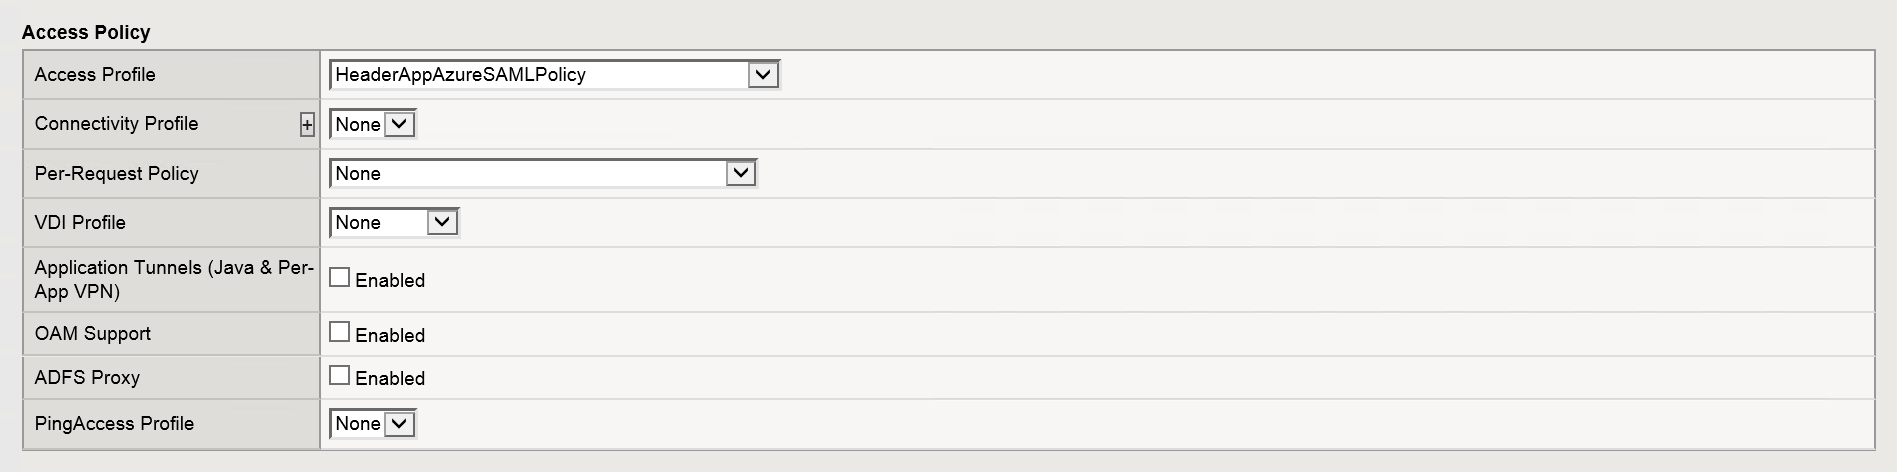 Access Policy
Access Profile HeaderAppAzureSAMLPolicy
Connectivity Profile + None
Per-Request Policy None
VDI Profile None
Application Tunnels (Java & Per-
App VPN) Enabled
OAM Support Enabled
ADFS Proxy Enabled
PingAccess Profile None